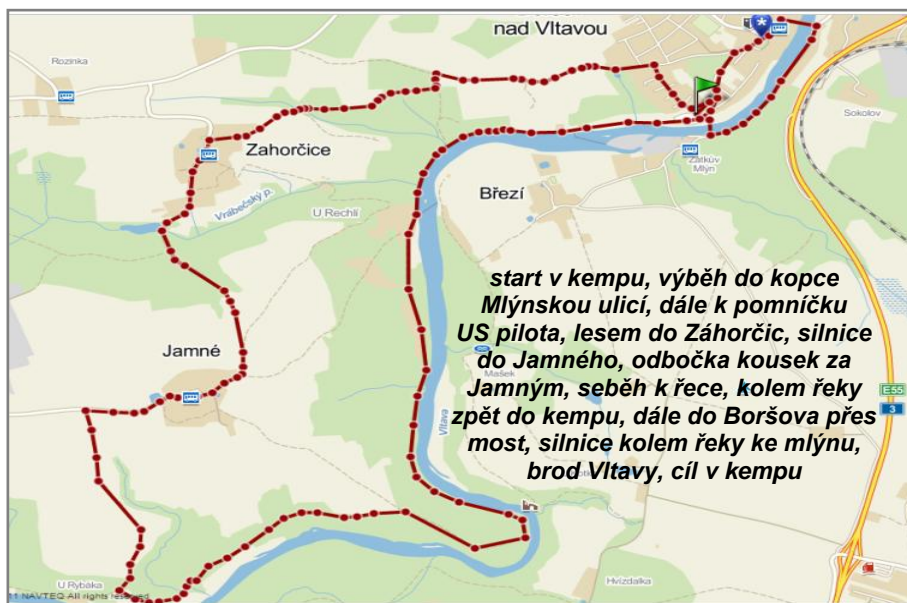 nad Vltavou
Rozinka
Sokolov
Zahorčice
Zátkův
Mlýn
Březí
Vrábečský p.
U Rechlí
start v kempu, výběh do kopce
Mlýnskou ulicí, dále k pomníčku
US pilota, lesem do Záhorčic, silnice
do Jamného, odbočka kousek za
Jamným, seběh k řece, kolem řeky
zpět do kempu, dále do Boršova přes
most, silnice kolem řeky ke mlýnu,
brod Vltavy, cíl v kempu
Jamné
Mašek
E55
3
Vltava
Hvízdalka
U Rybáka
11 NAVTEQ All rights reserved